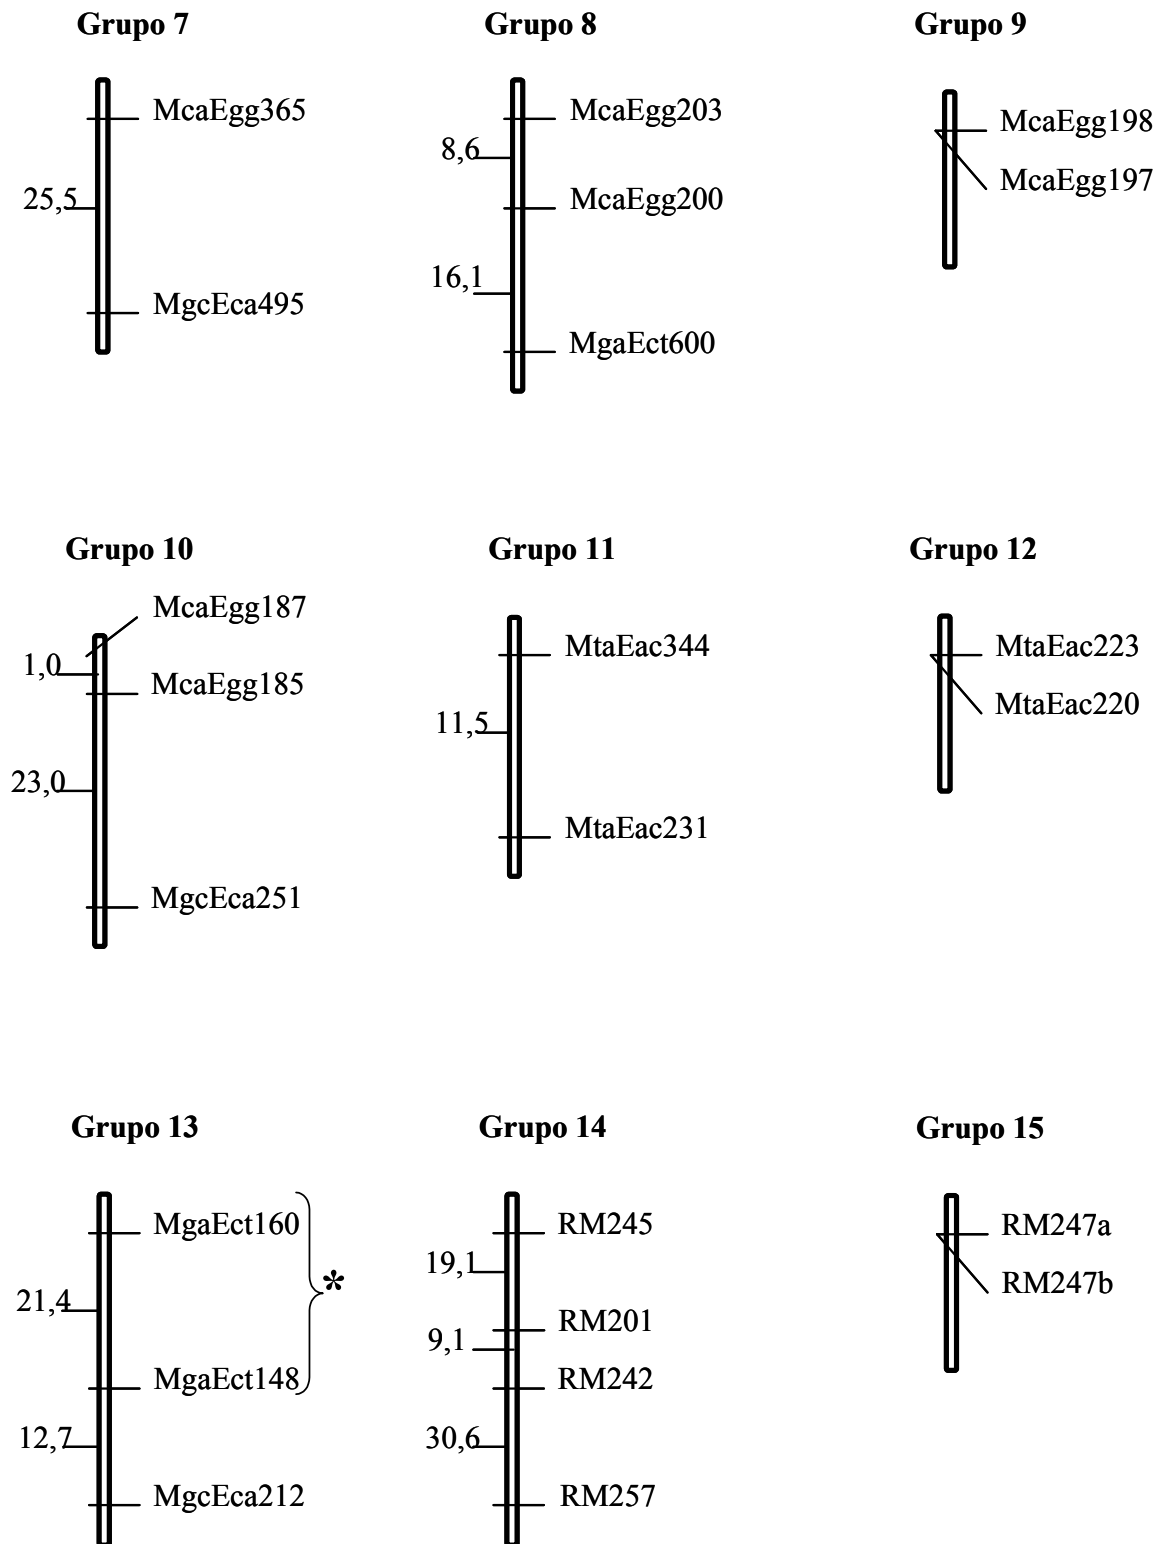 Grupo 7
McaEgg365
25,5
MgcEca495
Grupo 8
McaEgg203
8,6
McaEgg200
16,1
MgaEct600
Grupo 9
McaEgg198
McaEgg197
Grupo 10
McaEgg187
1,0
McaEgg185
23,0
MgcEca251
Grupo 11
MtaEac344
11,5
MtaEac231
Grupo 12
MtaEac223
MtaEac220
Grupo 13
MgaEct160
*
21,4
MgaEct148
12,7
MgcEca212
Grupo 14
RM245
19,1
RM201
9,1
RM242
30,6
RM257
Grupo 15
RM247a
RM247b